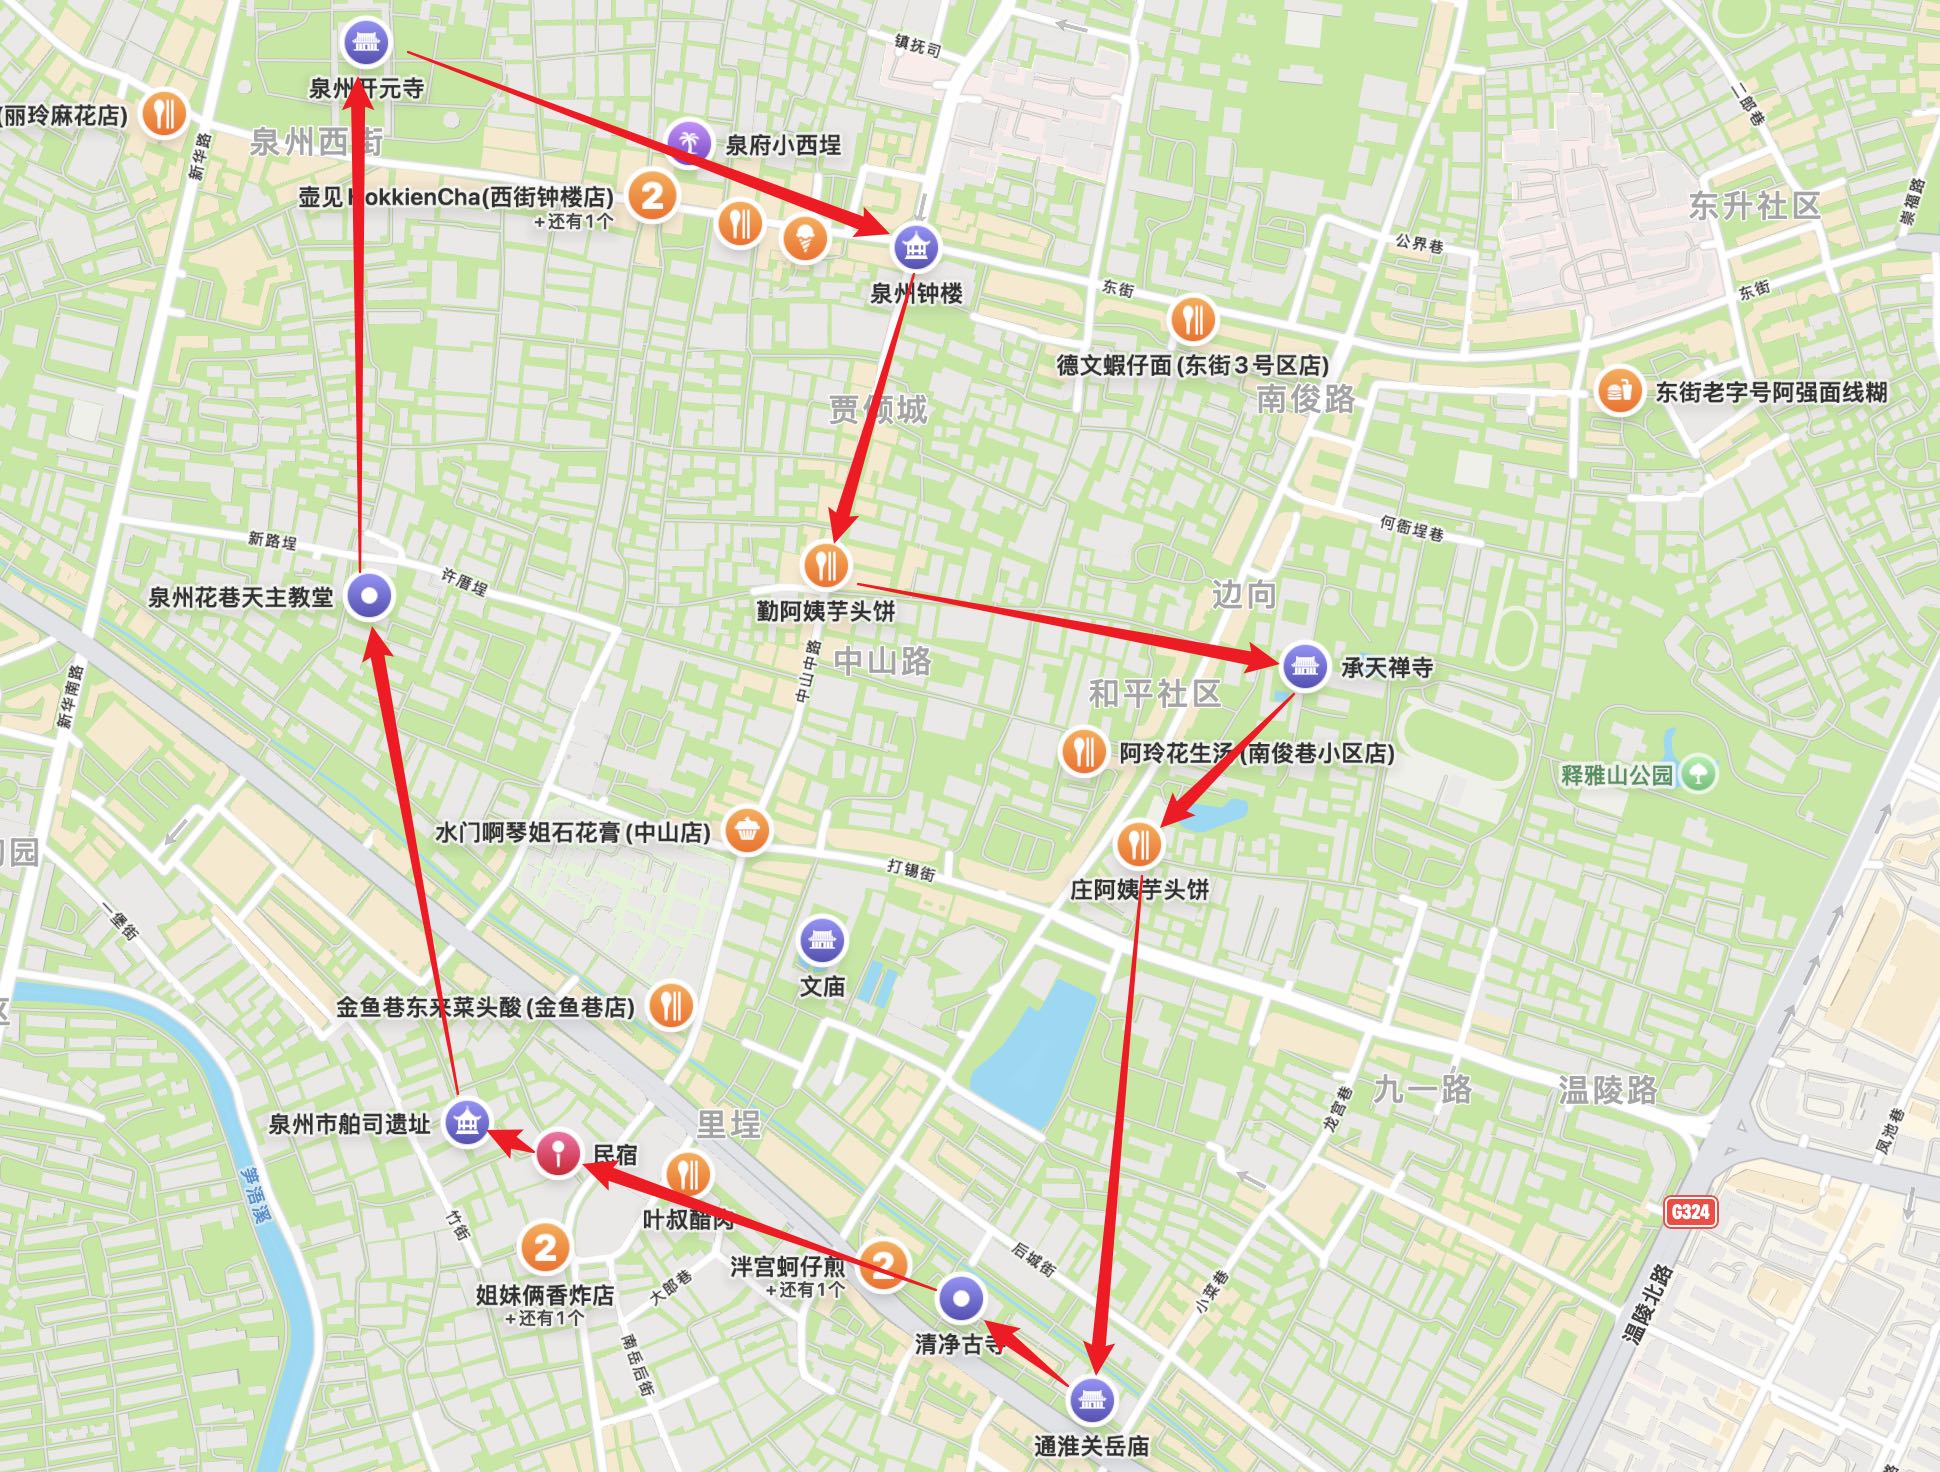 镇抚司
泉州开元寺
(丽玲麻花店)
二郎巷
泉州西街
新华路
泉府小西埕
壶见 HokkienCha(西街钟楼店)
2
+还有1个
东升社区
崇福路
公界巷
泉州钟楼
东街
东街
德文蝦仔面(东街3号区店)
南俊路
东街老字号阿强面线糊
贾倾城
何衙埕巷
新路埕
许厝埕
泉州花巷天主教堂
勤阿姨芋头饼
边向
中山中路
中山路
承天禅寺
和平社区
新华南路
阿玲花生汤(南俊巷小区店)
释雅山公园
水门啊琴姐石花膏(中山店)
打锡街
庄阿姨芋头饼
一堡街
文庙
金鱼巷东来菜头酸(金鱼巷店)
九一路
温陵路
龙宫巷
泉州市舶司遗址
里埕
凤池巷
民宿
笋浯溪
叶叔醋肉
竹街
G324
2
姐妹俩香炸店
+还有1个
大郎巷
泮宫蚵仔煎
2
+还有1个
后城街
小菜巷
温陵北路
清净古寺
南岳后街
通淮关岳庙